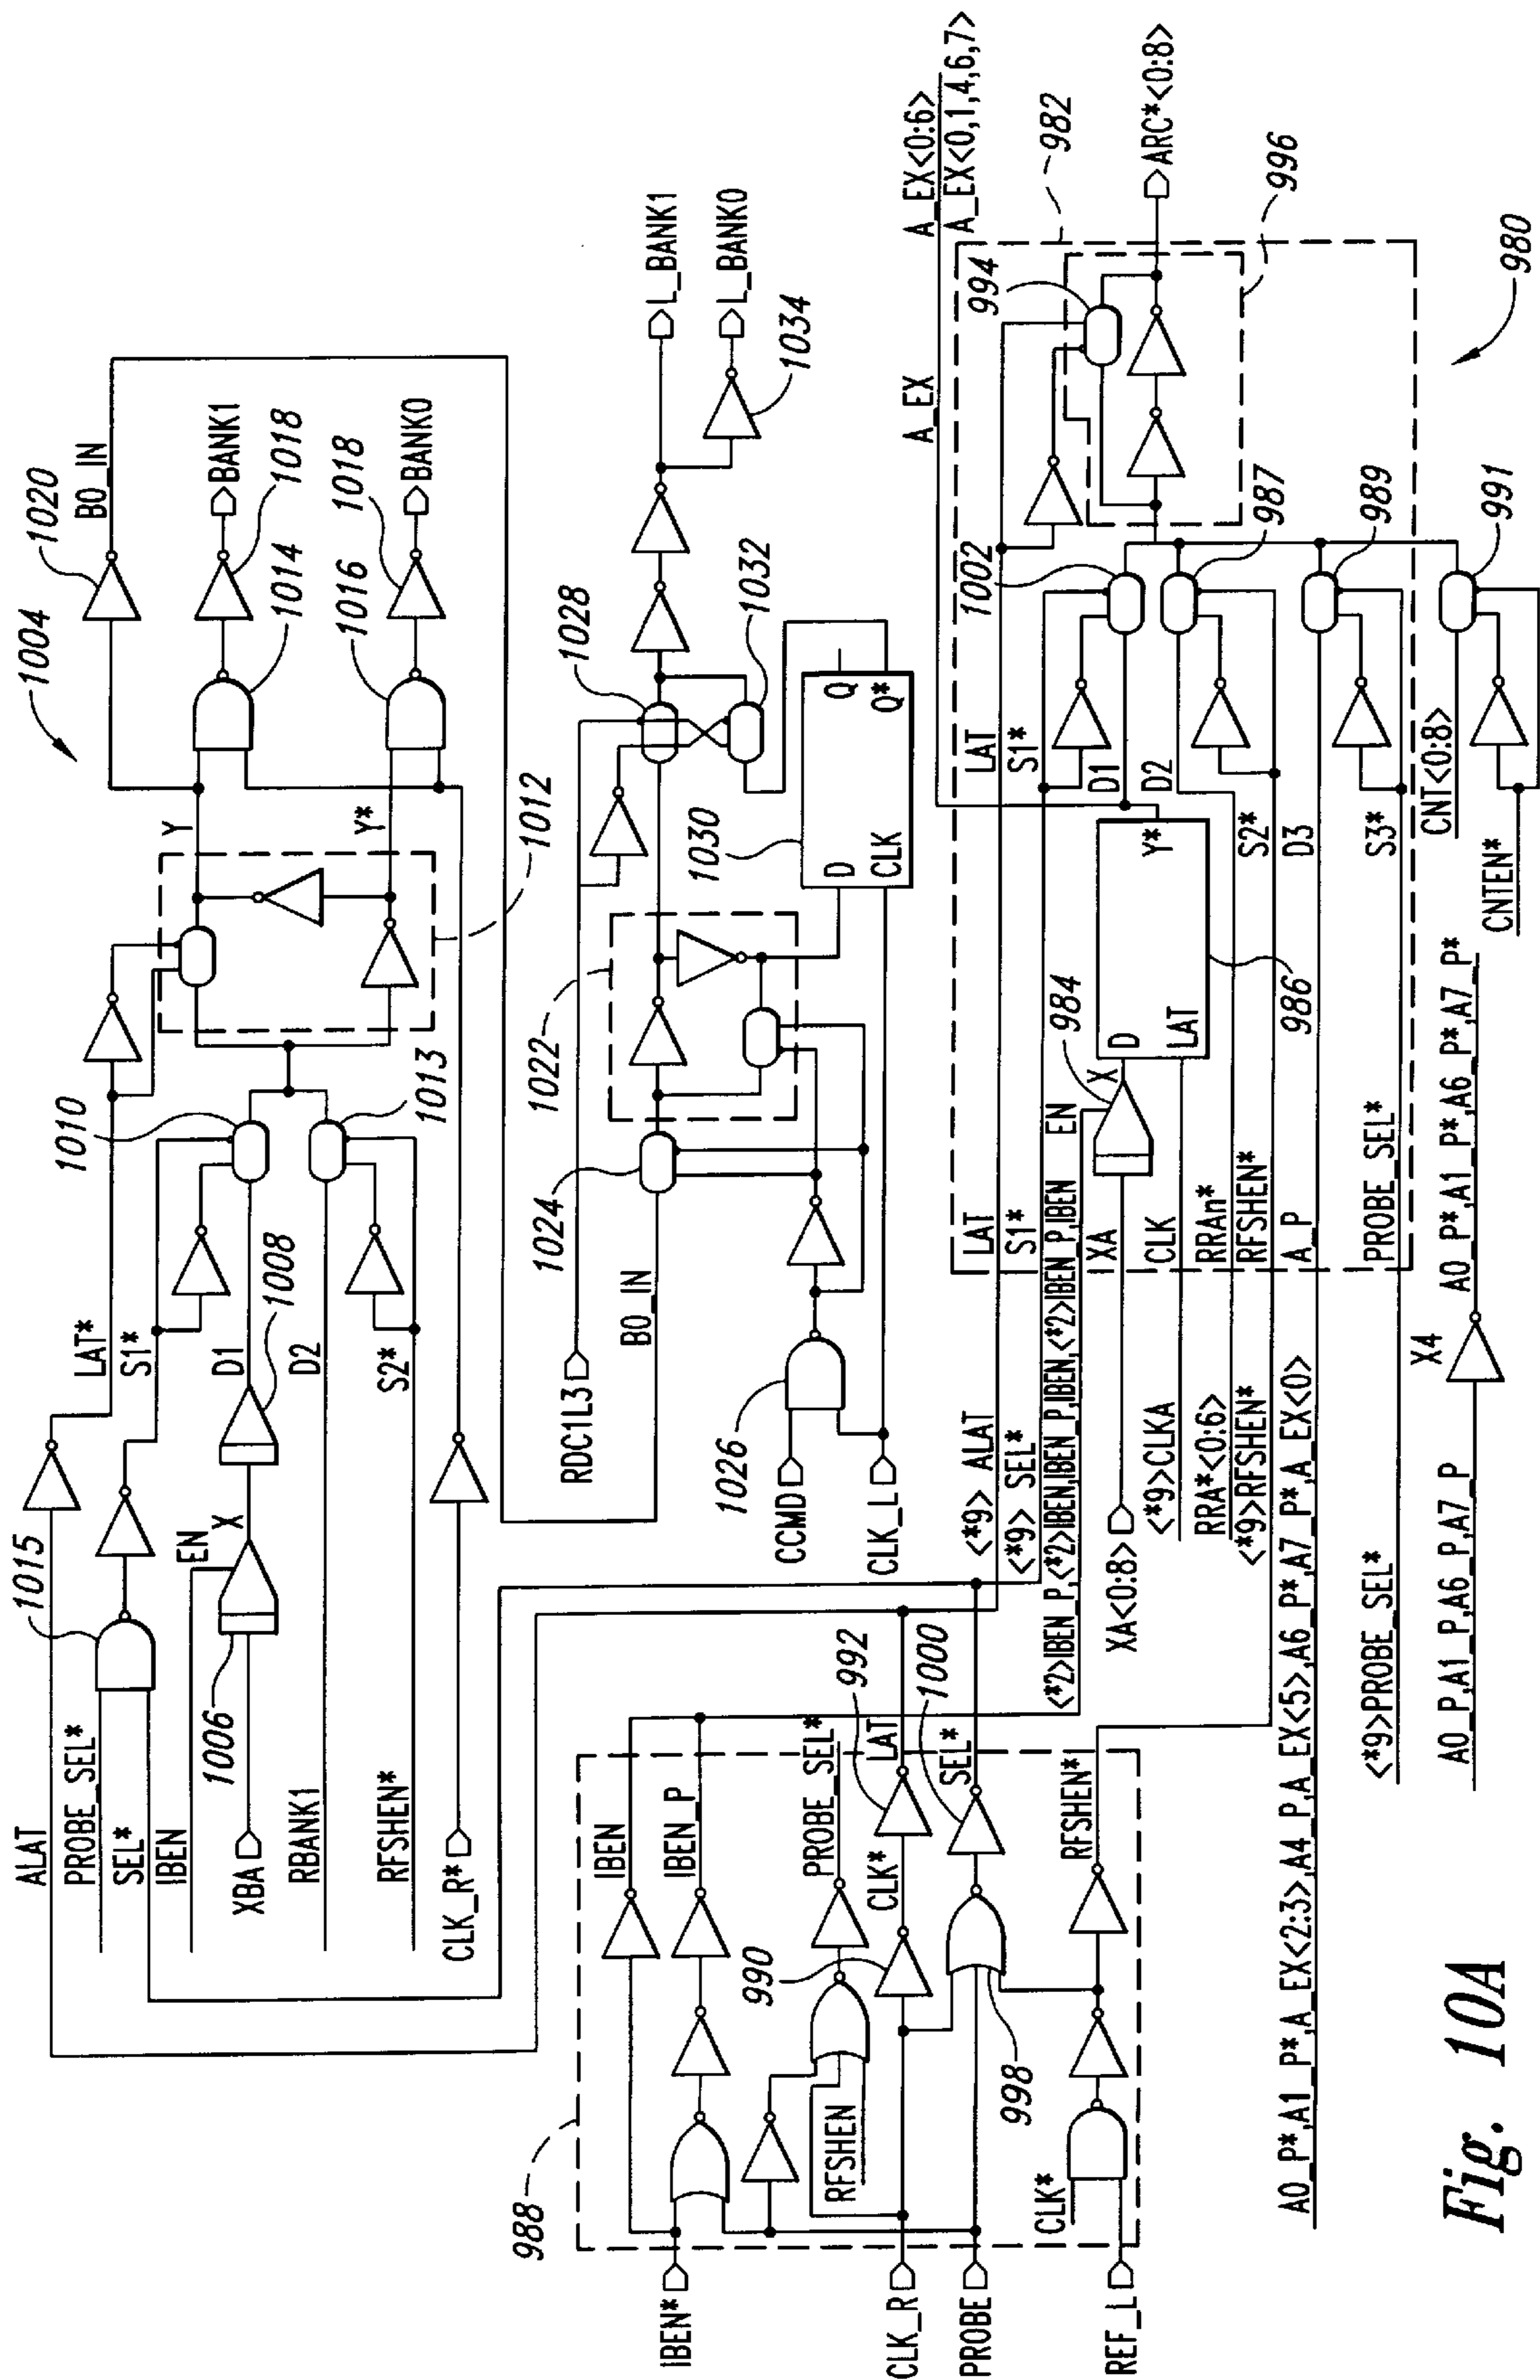 1004
ALAT
1015
PROBE_SEL*
SEL*
IBEN
EN
X
XBA
1006
RBANK1
RFSHEN*
CLK_R*
LAT*
S1*
D1
1008
D2
S2*
1010
1013
Y
Y*
1012
1020
B0_IN
BANK1
1018
1014
1018
1016
BANK0
RDC1L3
B0_IN
1024
1022
CCMD
1026
CLK_L
1028
1032
1030
D
CLK
Q
Q*
L_BANK1
L_BANK0
1034
988
IBEN*
CLK_R
PROBE
REF_L
IBEN
IBEN_P
PROBE_SEL*
RFSHEN
990
CLK*
992
LAT
SEL*
1000
998
CLK*
RFSHEN*
<*9> ALAT
<*9> SEL*
<*2>IBEN_P,<*2>IBEN,IBEN_P,IBEN,<*2>IBEN_P,IBEN
XA<0:8>
<*9>CLKA
RRA*<0:6>
<*9>RFSHEN*
A0_P*,A1_P*,A_EX<2:3>,A4_P,A_EX<5>,A6_P*,A7_P*,A_EX<0>
<*9>PROBE_SEL*
LAT
S1*
EN
XA
CLK
RRAn*
RFSHEN*
A_P
PROBE_SEL*
984
X
D
LAT
Y*
986
LAT
S1*
D1
D2
S2*
D3
S3*
1002
987
989
991
994
982
996
A_EX
A_EX<0:6>
A_EX<0,1,4,6,7>
ARC*<0:8>
CNT<0:8>
CNTEN*
A0_P,A1_P,A6_P,A7_P
X4
A0_P*,A1_P*,A6_P*,A7_P*
980
Fig. 10A